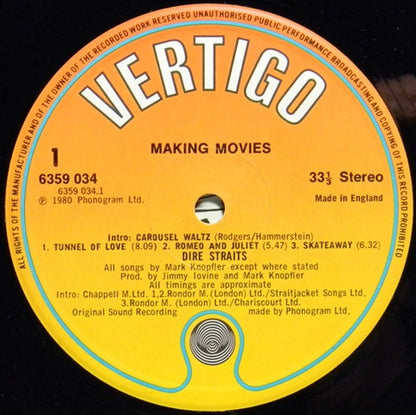 ALL RIGHTS OF THE MANUFACTURER AND OF THE OWNER OF THE RECORDED WORK RESERVED UNAUTHORISED PUBLIC PERFORMANCE BROADCASTING AND COPYING OF THIS RECORD PROHIBITED
VERTIGO
MAKING MOVIES
1
6359 034
6359 034.1
℗ 1980 Phonogram Ltd.
33⅓ Stereo
Made in England
Intro: CAROUSEL WALTZ (Rodgers/Hammerstein)
1. TUNNEL OF LOVE (8.09) 2. ROMEO AND JULIET (5.47) 3. SKATEAWAY (6.32)
DIRE STRAITS
All songs by Mark Knopfler except where stated
Prod. by Jimmy Iovine and Mark Knopfler
All timings are approximate
Intro: Chappell M.Ltd. 1,2.Rondor M. (London) Ltd./Straitjacket Songs Ltd.
3.Rondor M. (London) Ltd./Chariscourt Ltd.
Original Sound Recording made by Phonogram Ltd.